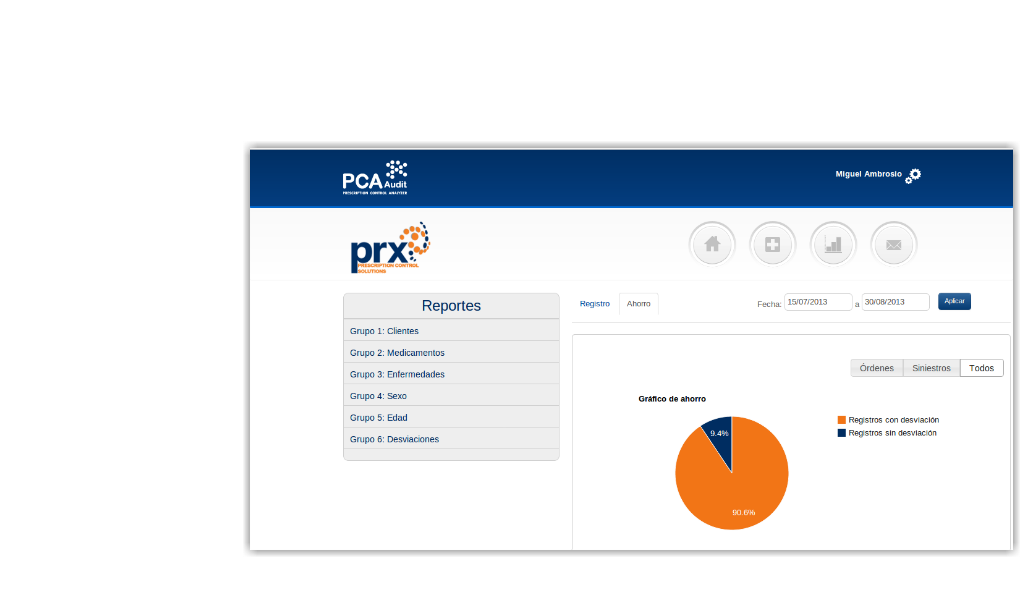 PCA Audit
PRESCRIPTION CONTROL ANALYZER
Miguel Ambrosio
prx
PRESCRIPTION CONTROL
SOLUTIONS
Reportes
Grupo 1: Clientes
Grupo 2: Medicamentos
Grupo 3: Enfermedades
Grupo 4: Sexo
Grupo 5: Edad
Grupo 6: Desviaciones
Registro Ahorro Fecha: 15/07/2013 a 30/08/2013 Aplicar
Órdenes Siniestros Todos
Gráfico de ahorro
Registros con desviación
Registros sin desviación
9.4%
90.6%